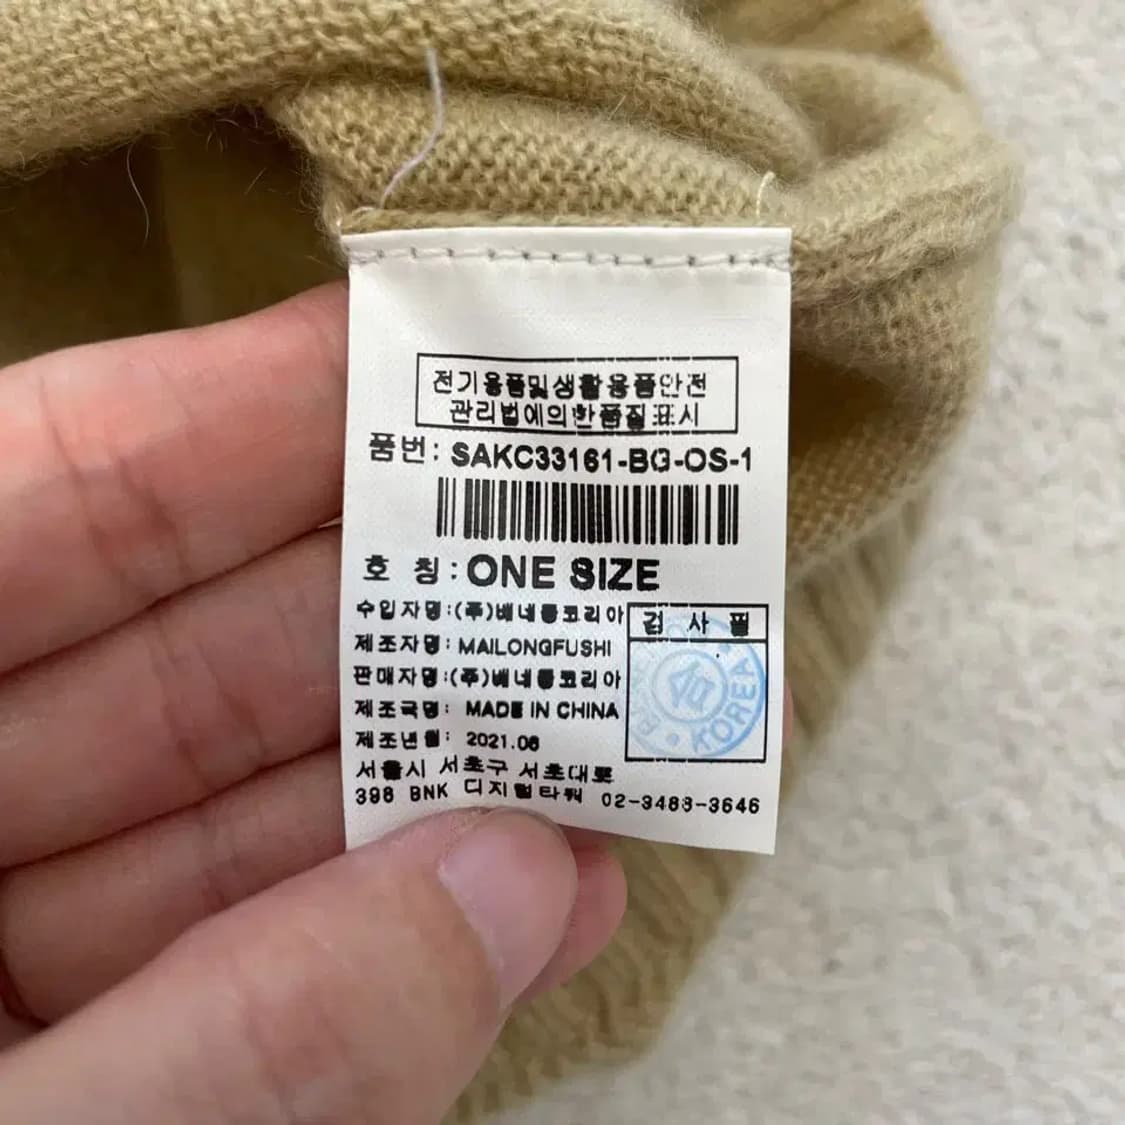 전기용품및생활용품안전
관리법에의한품질표시
품번: SAKC33161-BG-OS-1
호 칭: ONE SIZE
수입자명:(주)베네통코리아
제조자명: MAILONGFUSHI
판매자명:(주)베네통코리아
제조국명: MADE IN CHINA
제조년월: 2021.06
서울시 서초구 서초대로
398 BNK 디지털타워 02-3483-3646
검 사 필
합
KOREA